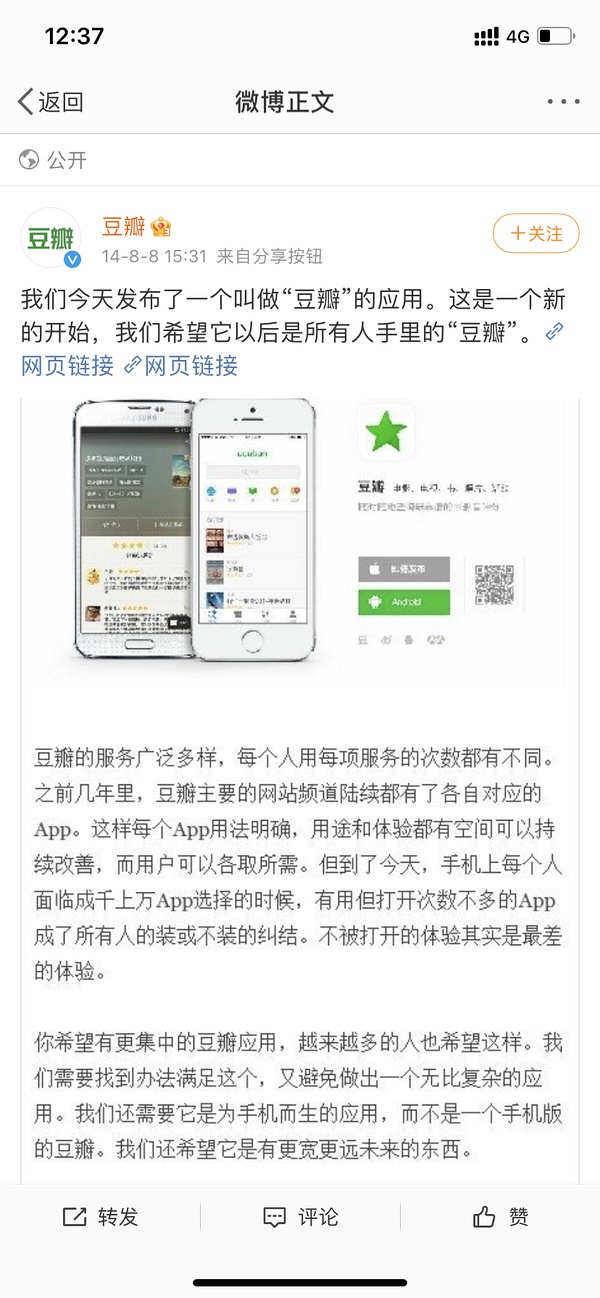 12:37
4G
返回
微博正文
公开
豆瓣
豆瓣
14-8-8 15:31 来自分享按钮
＋关注
我们今天发布了一个叫做“豆瓣”的应用。这是一个新
的开始，我们希望它以后是所有人手里的“豆瓣”。
网页链接 网页链接
SAMSUNG
douban
豆瓣 电影、电视、书、唱片、活动
即将发布
Android
豆瓣的服务广泛多样，每个人用每项服务的次数都有不同。
之前几年里，豆瓣主要的网站频道陆续都有了各自对应的
App。这样每个App用法明确，用途和体验都有空间可以持
续改善，而用户可以各取所需。但到了今天，手机上每个人
面临成千上万App选择的时候，有用但打开次数不多的App
成了所有人的装或不装的纠结。不被打开的体验其实是最差
的体验。
你希望有更集中的豆瓣应用，越来越多的人也希望这样。我
们需要找到办法满足这个，又避免做出一个无比复杂的应
用。我们还需要它是为手机而生的应用，而不是一个手机版
的豆瓣。我们还希望它是有更宽更远未来的东西。
转发
评论
赞